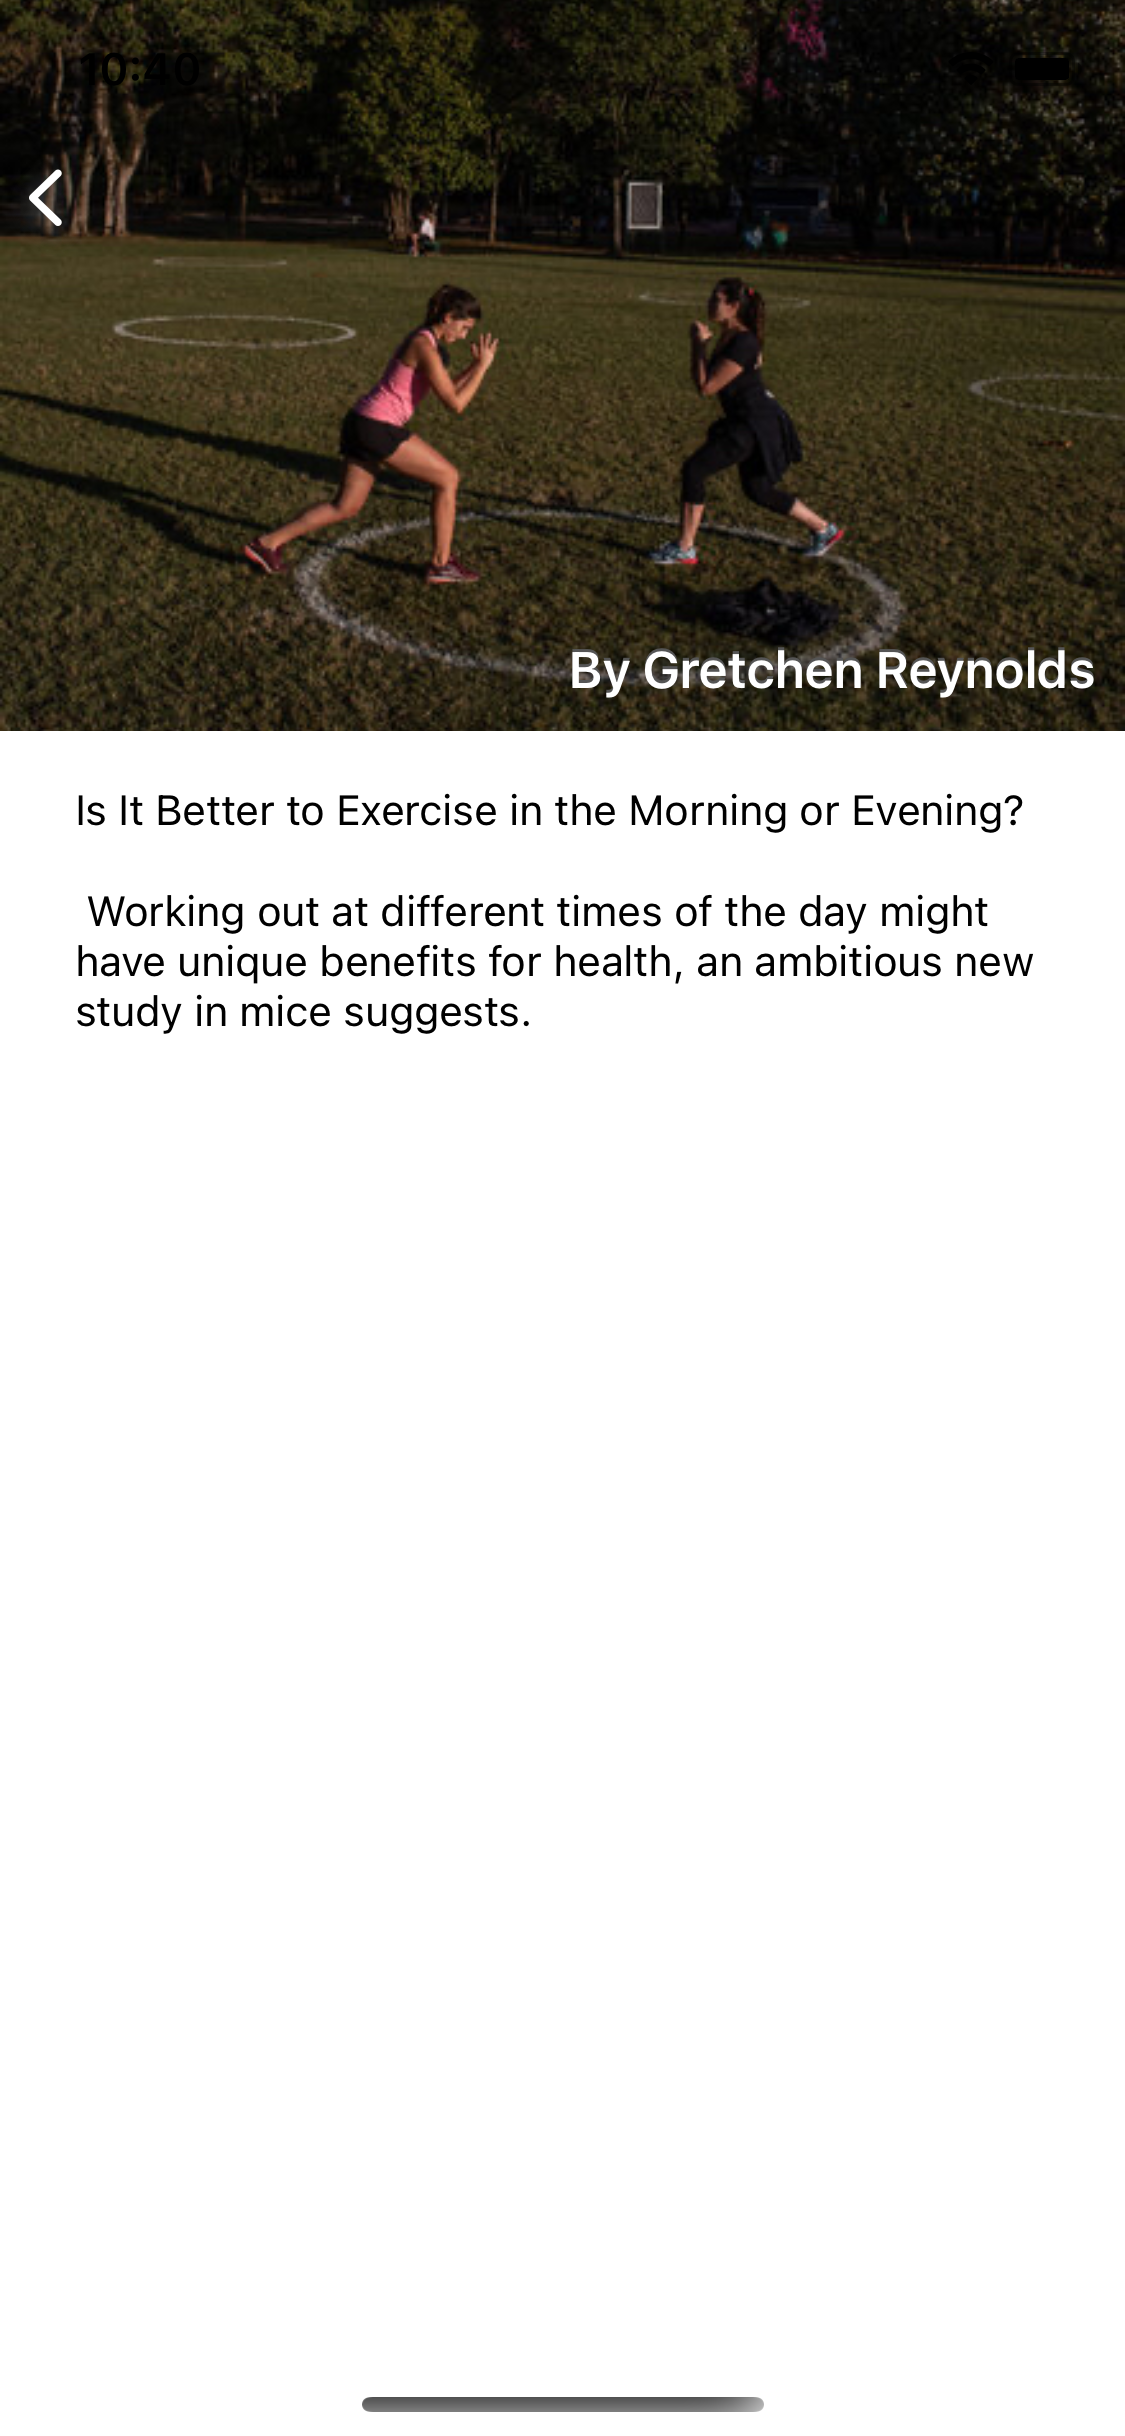 10:40
By Gretchen Reynolds
Is It Better to Exercise in the Morning or Evening?
Working out at different times of the day might
have unique benefits for health, an ambitious new
study in mice suggests.